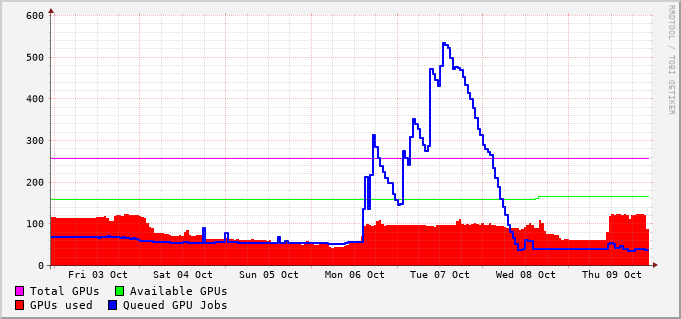 600
500
400
300
200
100
0
Fri 03 Oct Sat 04 Oct Sun 05 Oct Mon 06 Oct Tue 07 Oct Wed 08 Oct Thu 09 Oct
Total GPUs Available GPUs
GPUs used Queued GPU Jobs
RRDTOOL / TOBI OETIKER